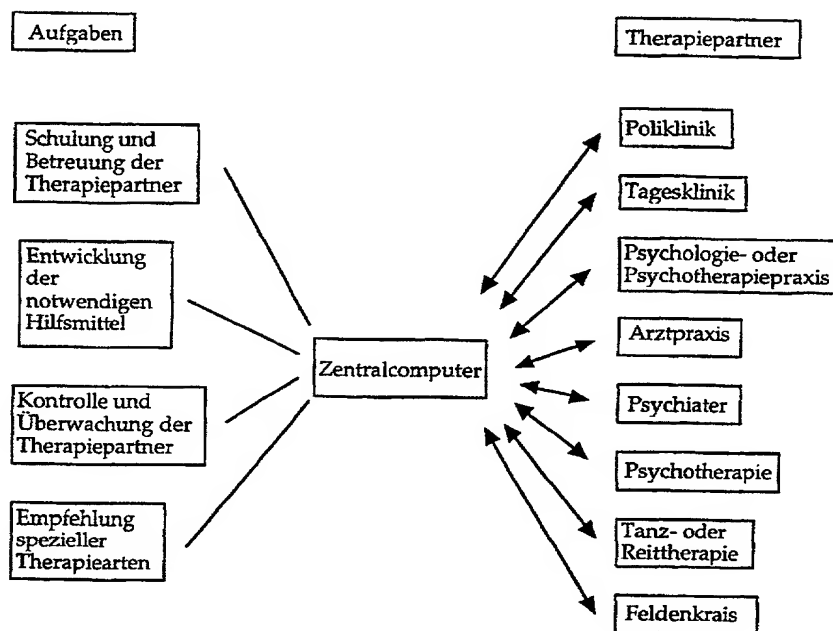 Aufgaben
Schulung und
Betreuung der
Therapiepartner
Entwicklung
der
notwendigen
Hilfsmittel
Kontrolle und
Überwachung der
Therapiepartner
Empfehlung
spezieller
Therapiearten
Zentralcomputer
Therapiepartner
Poliklinik
Tagesklinik
Psychologie- oder
Psychotherapiepraxis
Arztpraxis
Psychiater
Psychotherapie
Tanz- oder
Reittherapie
Feldenkrais